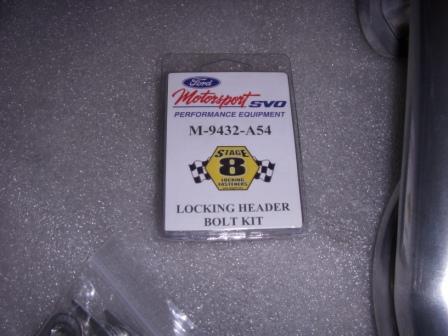 Ford
Motorsport SVO
PERFORMANCE EQUIPMENT
M-9432-A54
STAGE
8
LOCKING
FASTENERS
LOCKING HEADER
BOLT KIT